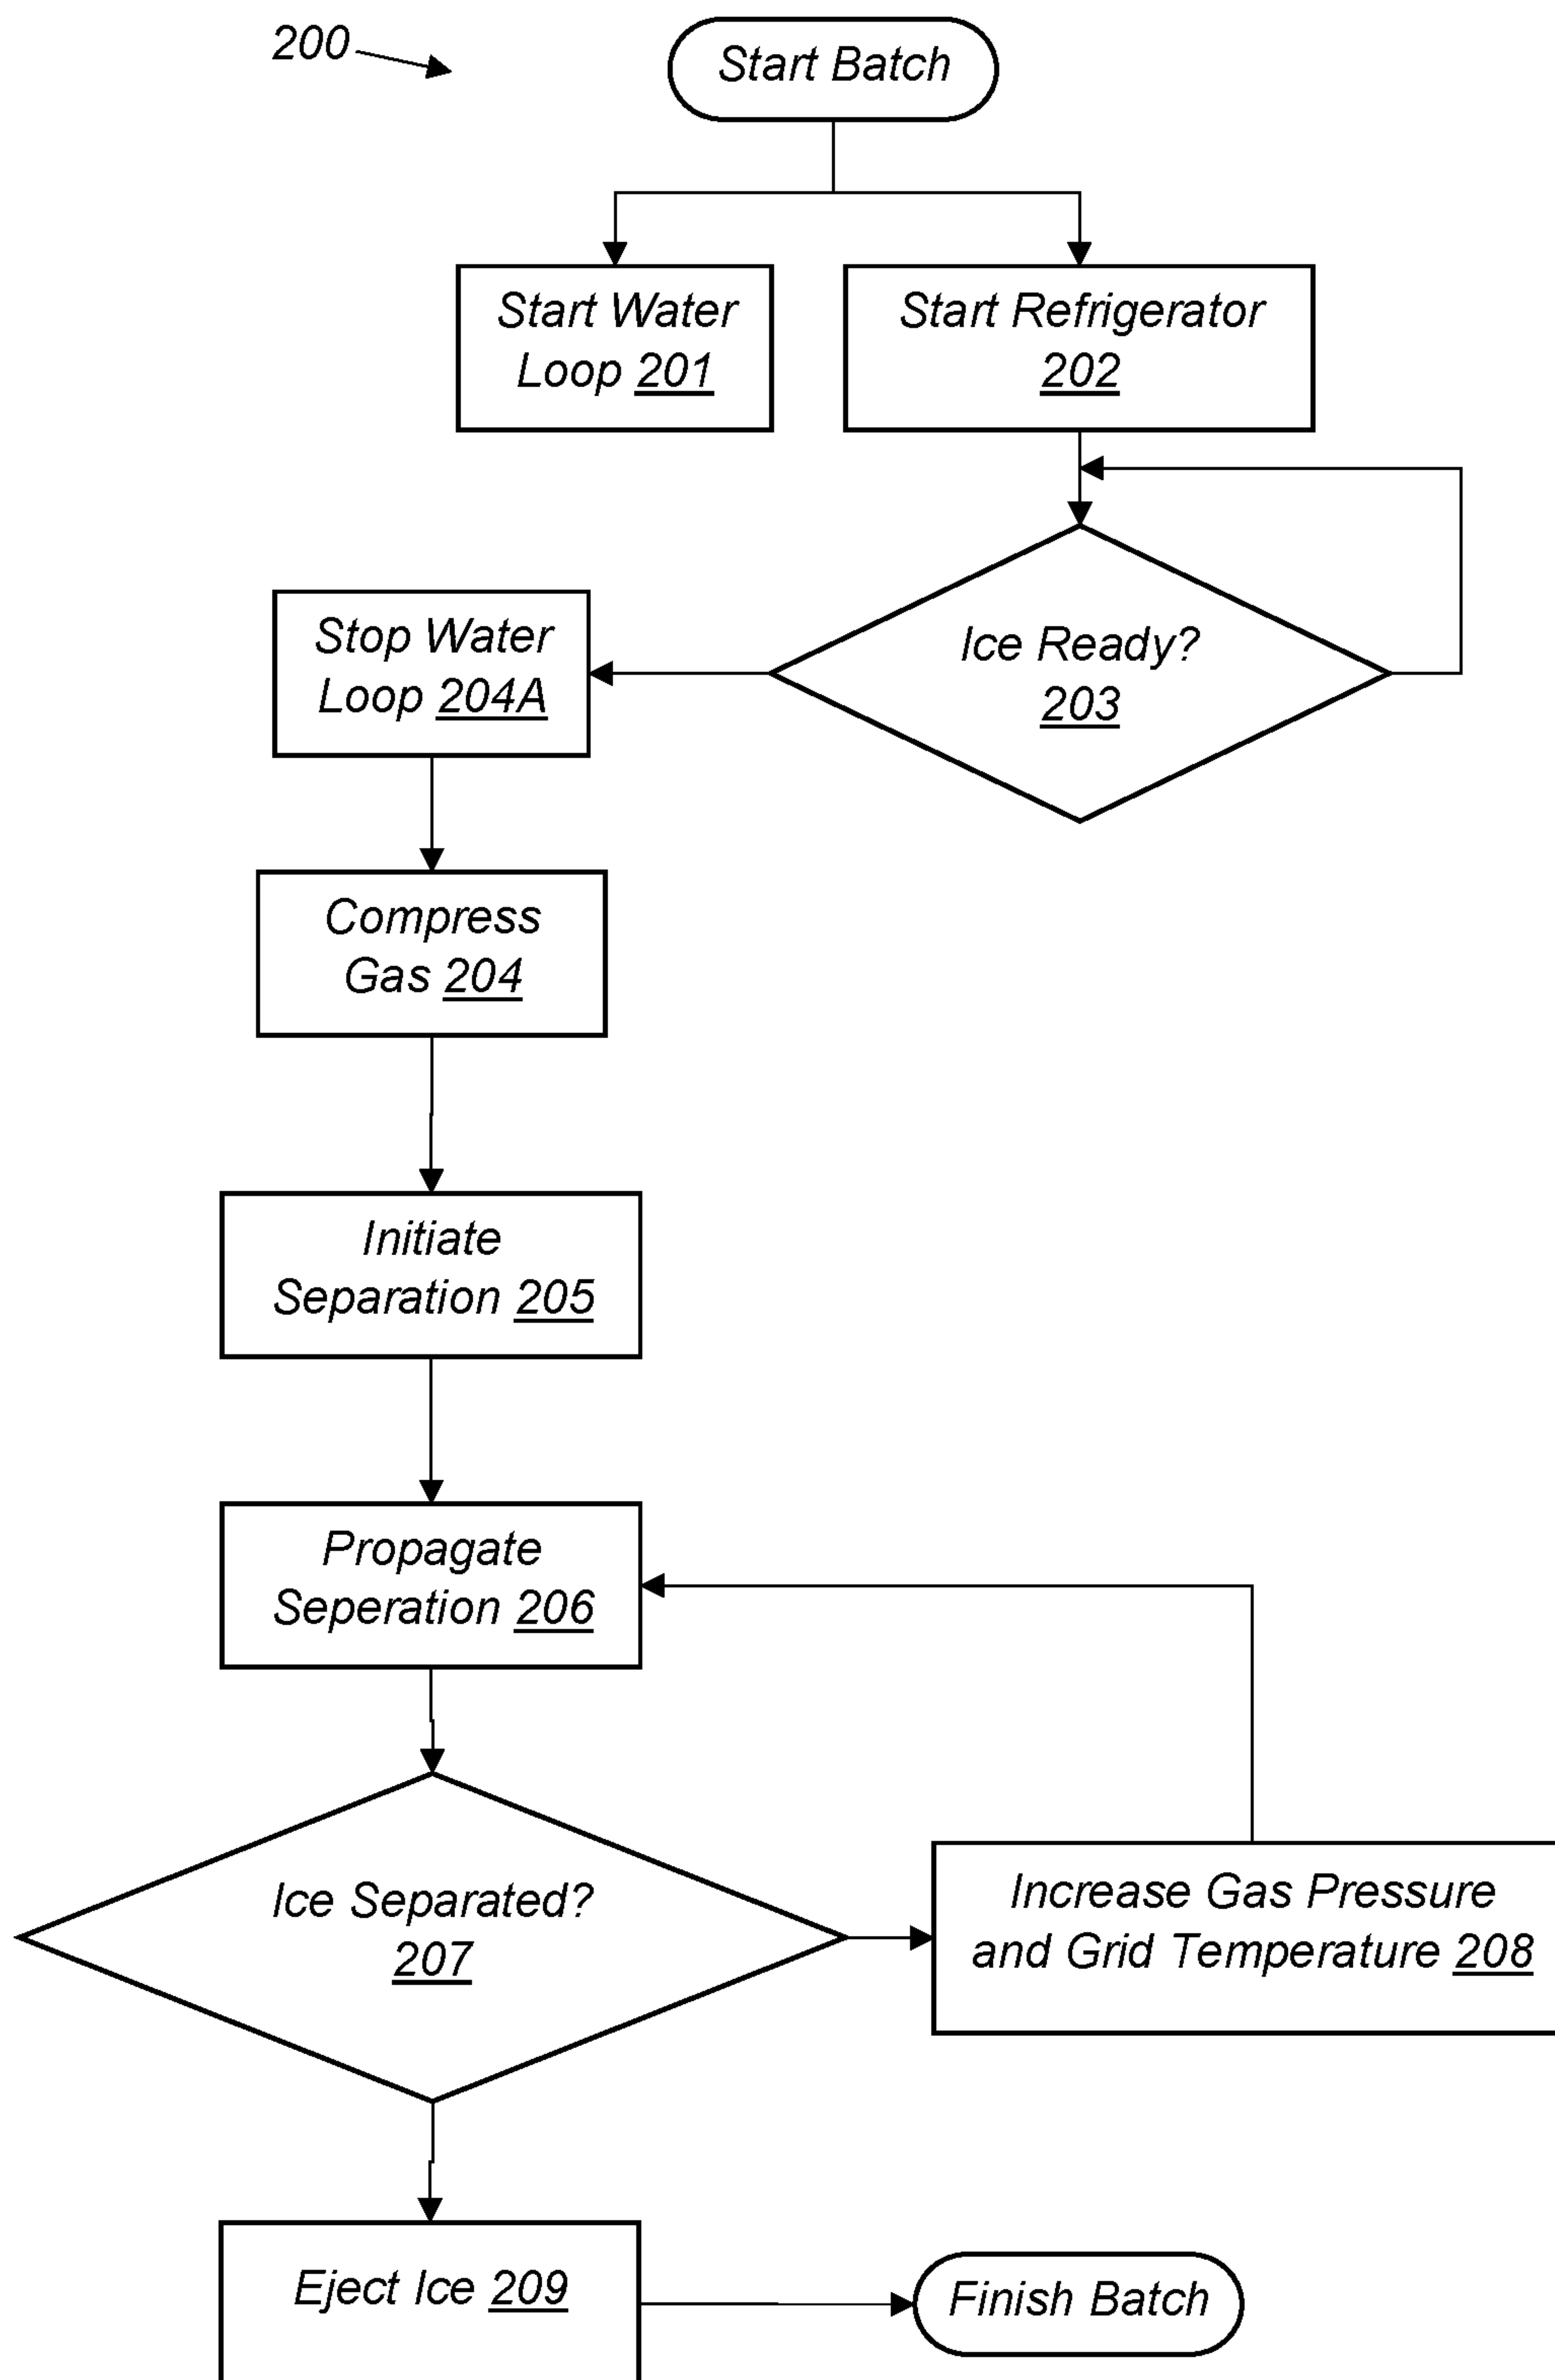 200
Start Batch
Start Water
Loop 201
Start Refrigerator
202
Ice Ready?
203
Stop Water
Loop 204A
Compress
Gas 204
Initiate
Separation 205
Propagate
Seperation 206
Ice Separated?
207
Increase Gas Pressure
and Grid Temperature 208
Eject Ice 209
Finish Batch